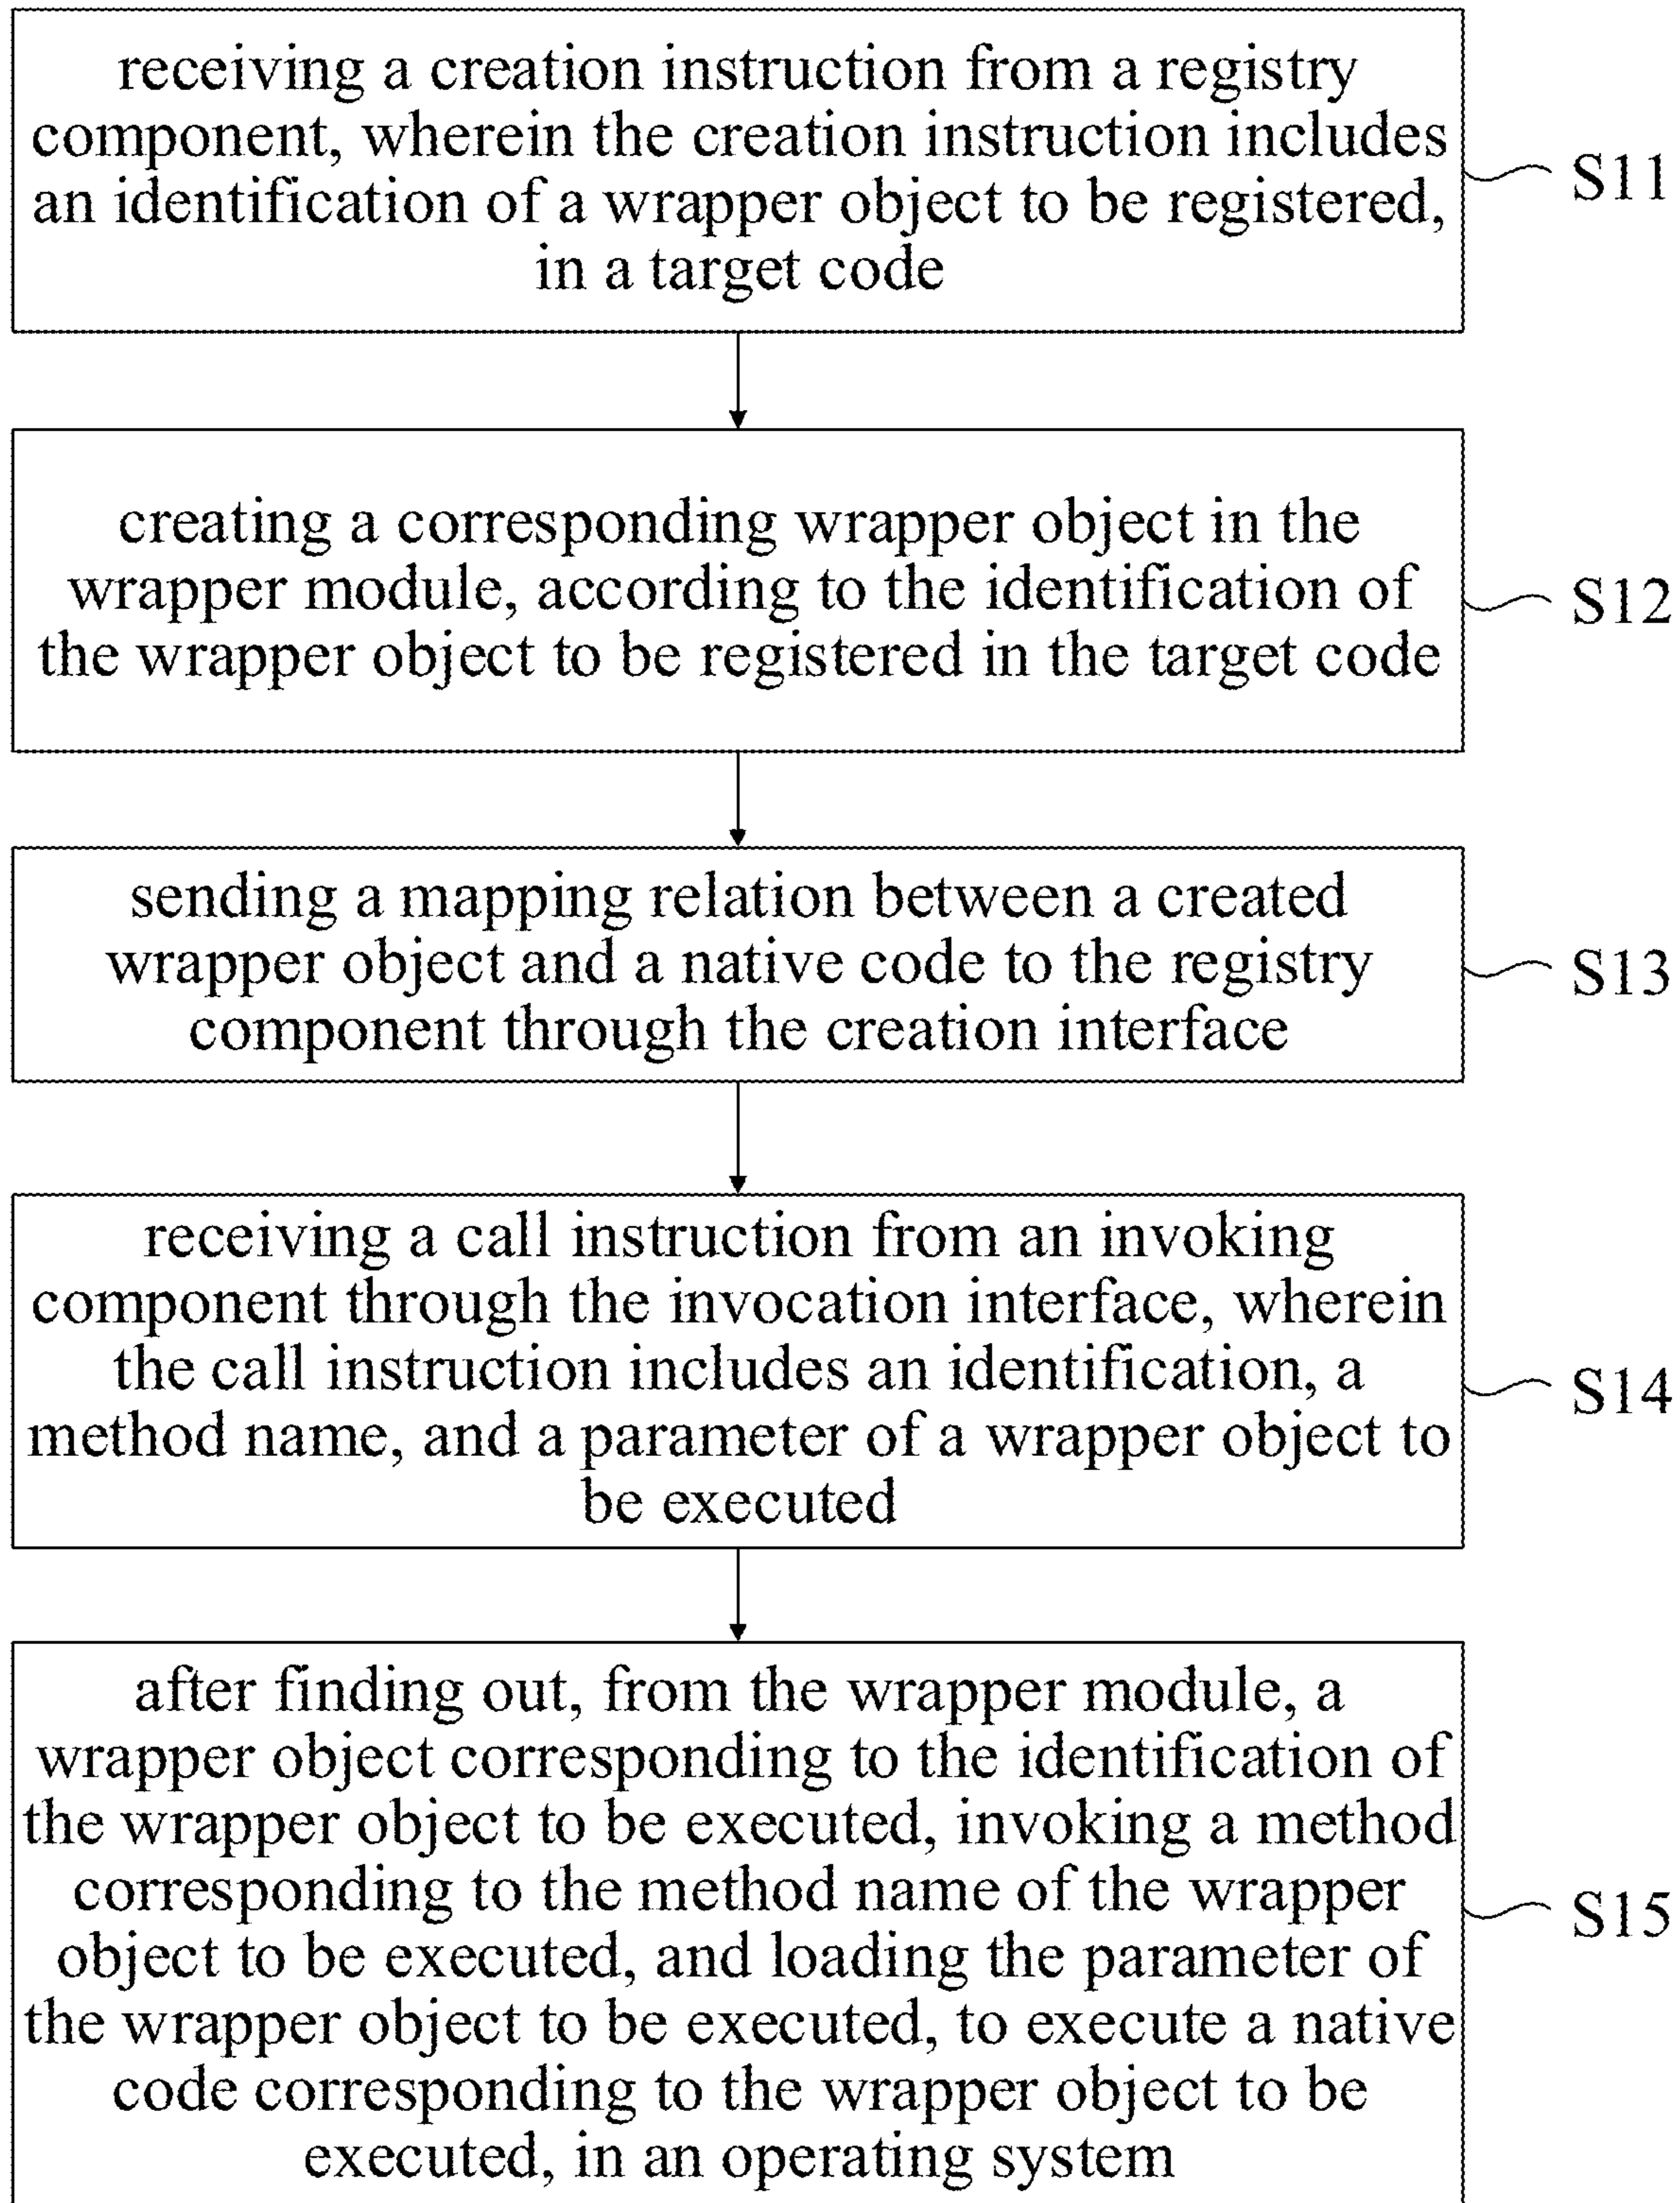 receiving a creation instruction from a registry
component, wherein the creation instruction includes
an identification of a wrapper object to be registered,
in a target code
S11
creating a corresponding wrapper object in the
wrapper module, according to the identification of
the wrapper object to be registered in the target code
S12
sending a mapping relation between a created
wrapper object and a native code to the registry
component through the creation interface
S13
receiving a call instruction from an invoking
component through the invocation interface, wherein
the call instruction includes an identification, a
method name, and a parameter of a wrapper object to
be executed
S14
after finding out, from the wrapper module, a
wrapper object corresponding to the identification of
the wrapper object to be executed, invoking a method
corresponding to the method name of the wrapper
object to be executed, and loading the parameter of
the wrapper object to be executed, to execute a native
code corresponding to the wrapper object to be
executed, in an operating system
S15